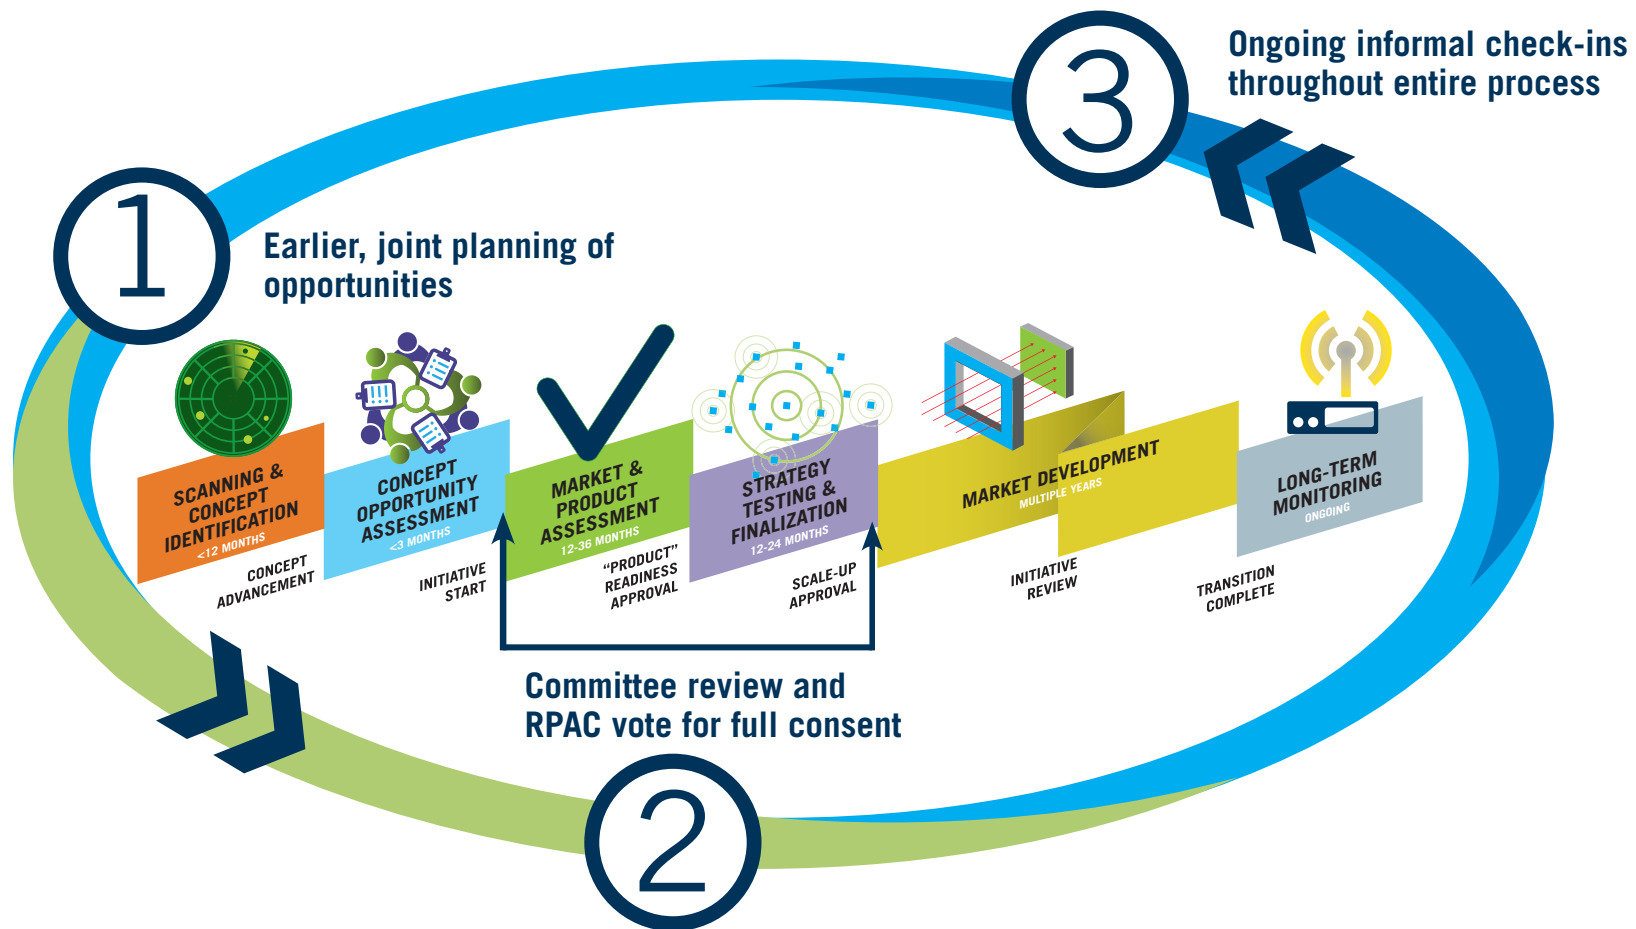 3
Ongoing informal check-ins
throughout entire process
1
Earlier, joint planning of
opportunities
SCANNING &
CONCEPT
IDENTIFICATION
<12 MONTHS
CONCEPT
ADVANCEMENT
CONCEPT
OPPORTUNITY
ASSESSMENT
<3 MONTHS
INITIATIVE
START
MARKET &
PRODUCT
ASSESSMENT
12-36 MONTHS
“PRODUCT”
READINESS
APPROVAL
STRATEGY
TESTING &
FINALIZATION
12-24 MONTHS
SCALE-UP
APPROVAL
MARKET DEVELOPMENT
MULTIPLE YEARS
INITIATIVE
REVIEW
TRANSITION
COMPLETE
LONG-TERM
MONITORING
ONGOING
Committee review and
RPAC vote for full consent
2